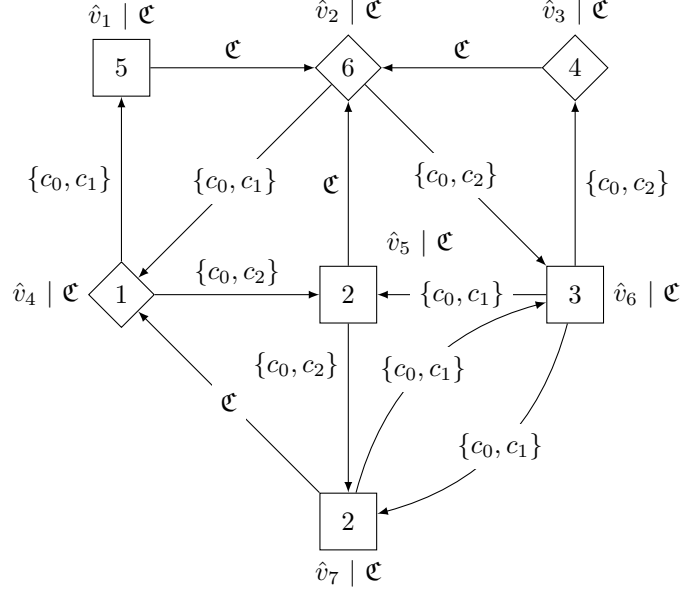 v̂₁ | ℭ
v̂₂ | ℭ
v̂₃ | ℭ
5
ℭ
6
ℭ
4
{c₀, c₁}
{c₀, c₁}
ℭ
{c₀, c₂}
{c₀, c₂}
v̂₅ | ℭ
v̂₄ | ℭ
1
{c₀, c₂}
2
{c₀, c₁}
3
v̂₆ | ℭ
{c₀, c₂}
{c₀, c₁}
ℭ
{c₀, c₁}
2
v̂₇ | ℭ